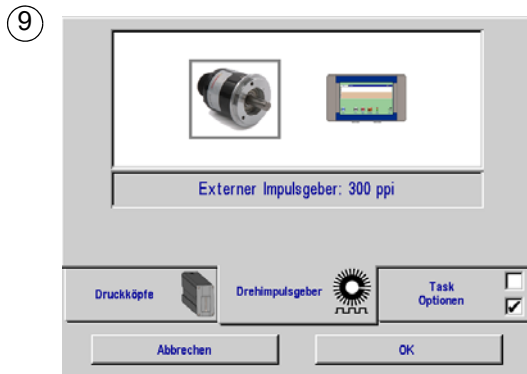 9
Externer Impulsgeber: 300 ppi
Druckköpfe
Drehimpulsgeber
Task
Optionen
Abbrechen
OK